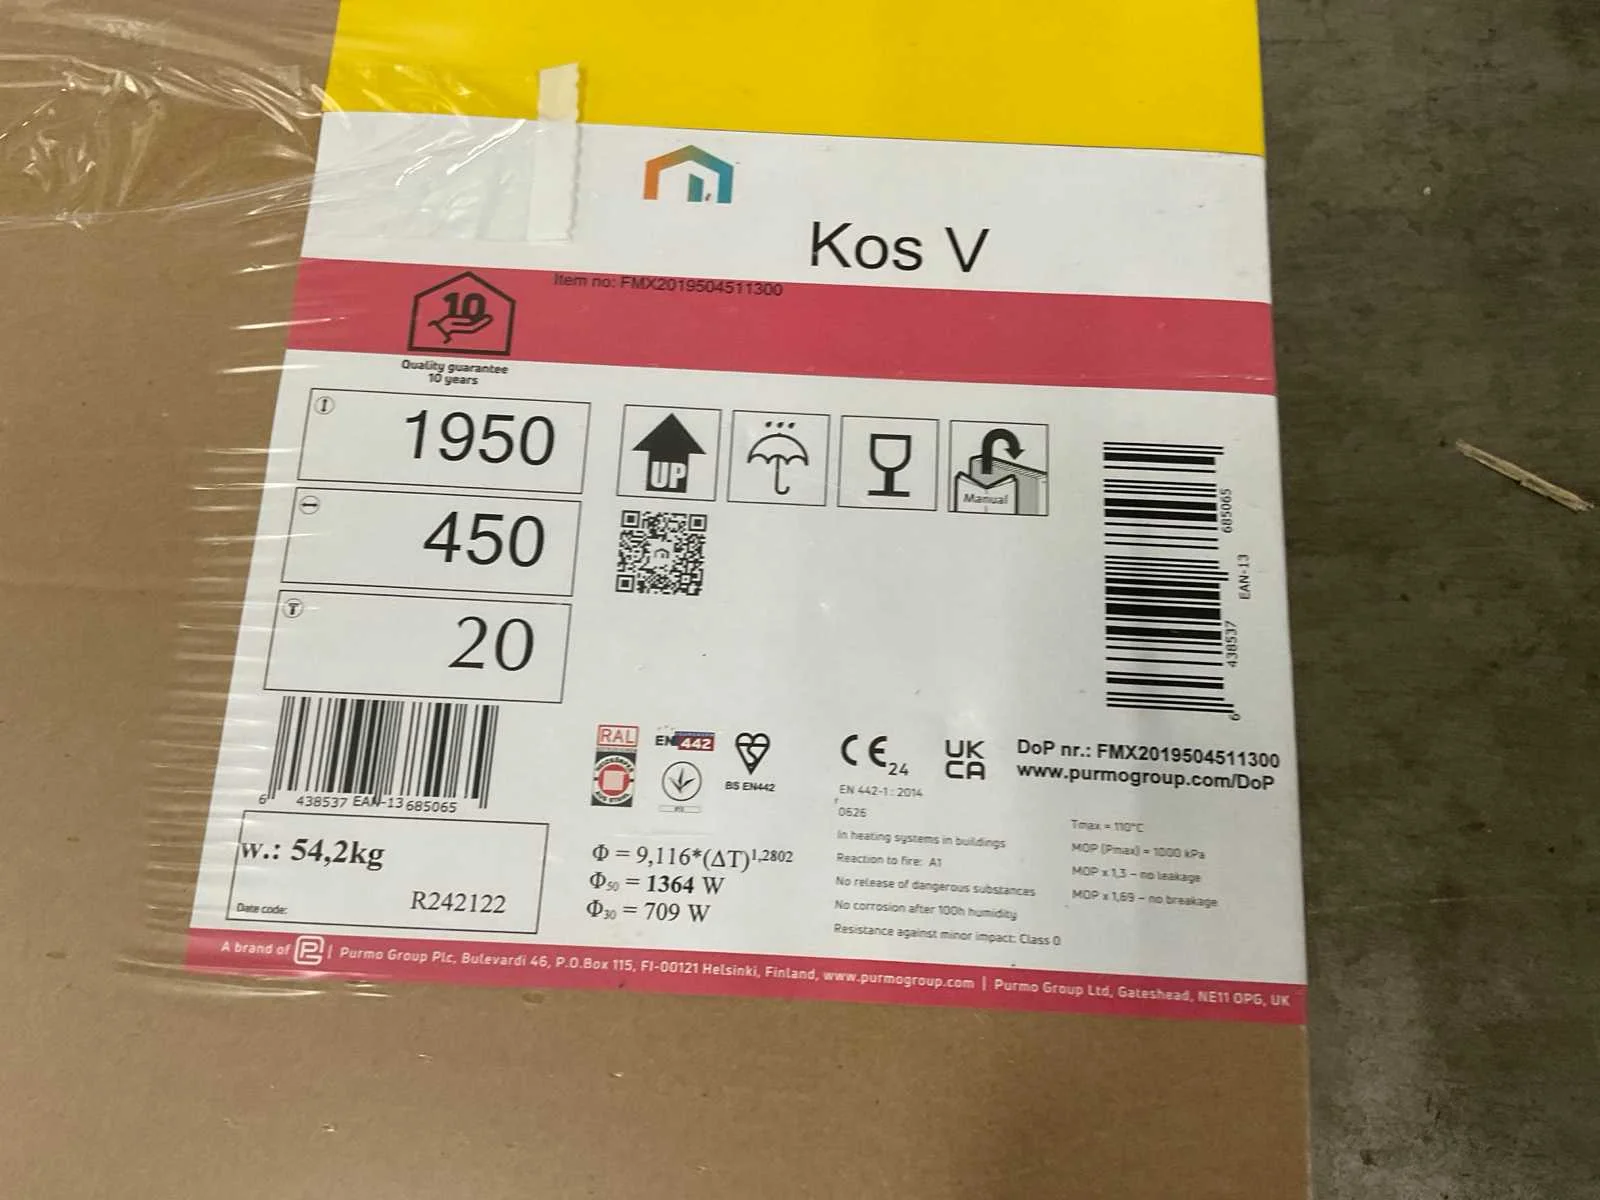 Kos V
Item no: FMX2019504511300
10
Quality guarantee
10 years
1950
450
T
20
UP
Manual
6 438537 EAN-13 685065
6 438537 EAN-13 685065
w.: 54,2kg
Date code:
R242122
RAL
EN 442
BS EN442
Φ = 9,116*(ΔT)1,2802
Φ50 = 1364 W
Φ30 = 709 W
CE 24
UK CA
EN 442-1 : 2014
0626
In heating systems in buildings
Reaction to fire: A1
No release of dangerous substances
No corrosion after 100h humidity
Resistance against minor impact: Class 0
DoP nr.: FMX2019504511300
www.purmogroup.com/DoP
Tmax = 110°C
MOP (Pmax) = 1000 kPa
MOP x 1,3 – no leakage
MOP x 1,69 – no breakage
A brand of P | Purmo Group Plc, Bulevardi 46, P.O.Box 115, FI-00121 Helsinki, Finland, www.purmogroup.com | Purmo Group Ltd, Gateshead, NE11 0PG, UK